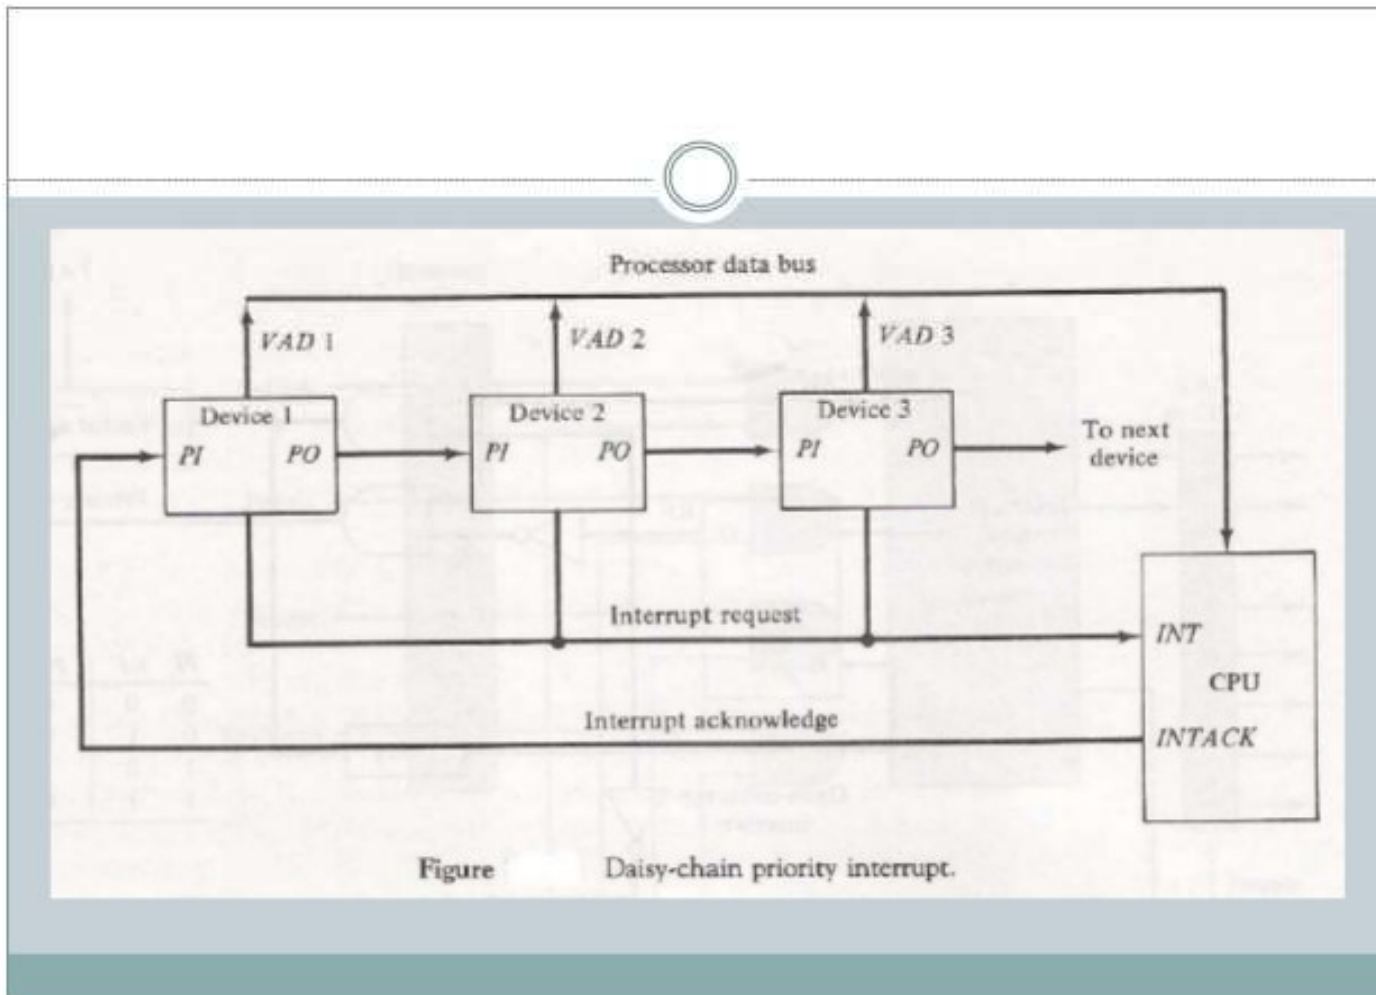 Processor data bus
VAD 1
VAD 2
VAD 3
Device 1
PI
PO
Device 2
PI
PO
Device 3
PI
PO
To next
device
Interrupt request
INT
CPU
Interrupt acknowledge
INTACK
Figure
Daisy-chain priority interrupt.